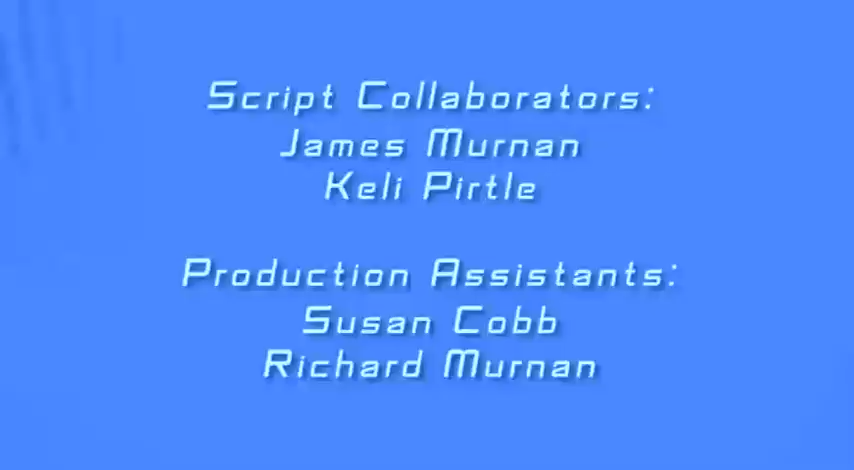 Script Collaborators:
James Murnan
Keli Pirtle
Production Assistants:
Susan Cobb
Richard Murnan